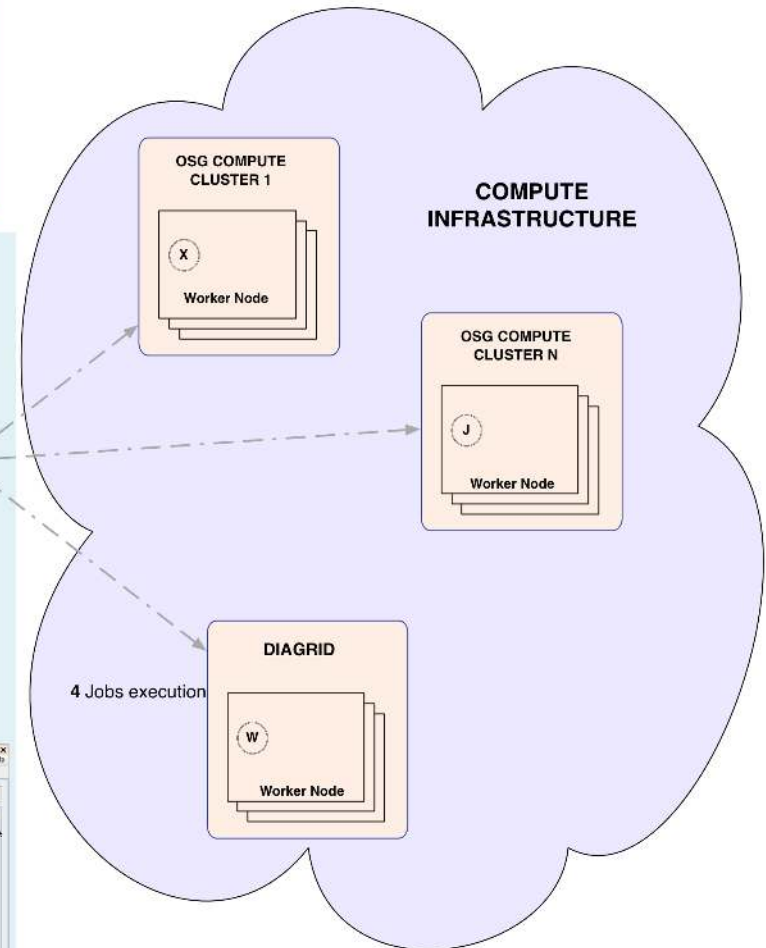 OSG COMPUTE
CLUSTER 1
X
Worker Node
COMPUTE
INFRASTRUCTURE
OSG COMPUTE
CLUSTER N
J
Worker Node
DIAGRID
4 Jobs execution
W
Worker Node